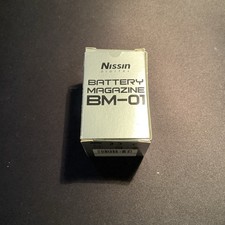 Nissin
DIGITAL
BATTERY
MAGAZINE
BM-01